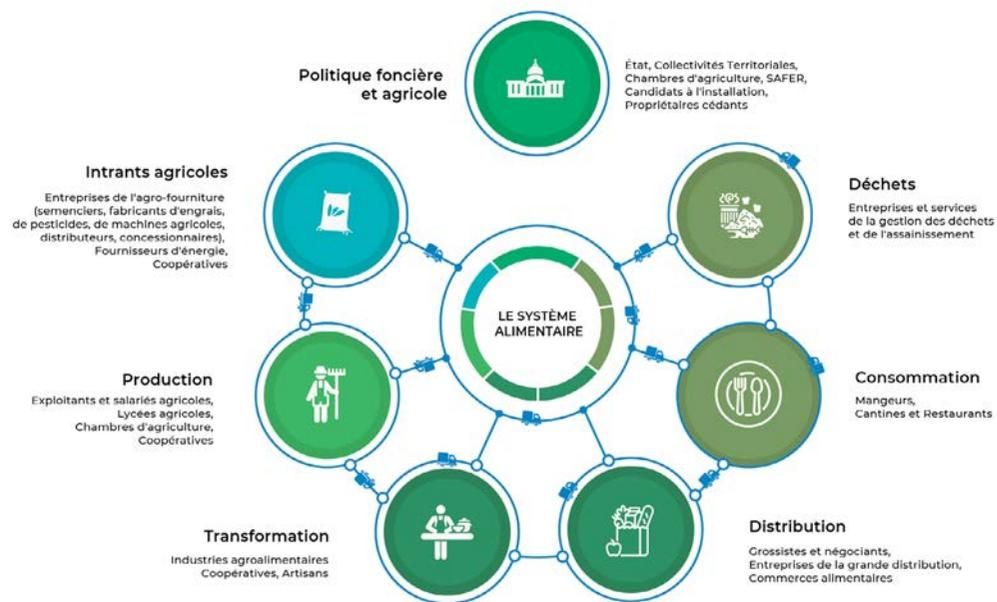 Politique foncière
et agricole
État, Collectivités Territoriales,
Chambres d'agriculture, SAFER,
Candidats à l'installation,
Propriétaires cédants
Intrants agricoles
Entreprises de l'agro-fourniture
(semenciers, fabricants d'engrais,
de pesticides, de machines agricoles,
distributeurs, concessionnaires),
Fournisseurs d'énergie,
Coopératives
Déchets
Entreprises et services
de la gestion des déchets
et de l'assainissement
LE SYSTÈME
ALIMENTAIRE
Production
Exploitants et salariés agricoles,
Lycées agricoles,
Chambres d'agriculture,
Coopératives
Consommation
Mangeurs,
Cantines et Restaurants
Transformation
Industries agroalimentaires
Coopératives, Artisans
Distribution
Grossistes et négociants,
Entreprises de la grande distribution,
Commerces alimentaires